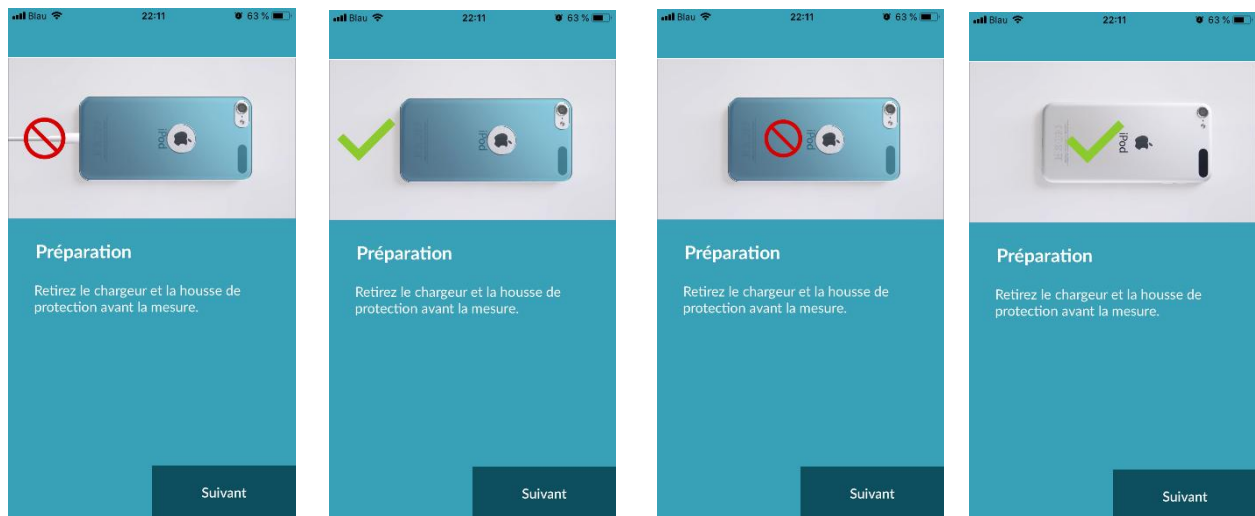 Blau 22:11 63 %
iPod
Préparation
Retirez le chargeur et la housse de
protection avant la mesure.
Suivant
Blau 22:11 63 %
iPod
Préparation
Retirez le chargeur et la housse de
protection avant la mesure.
Suivant
Blau 22:11 63 %
iPod
Préparation
Retirez le chargeur et la housse de
protection avant la mesure.
Suivant
Blau 22:11 63 %
iPod
Préparation
Retirez le chargeur et la housse de
protection avant la mesure.
Suivant